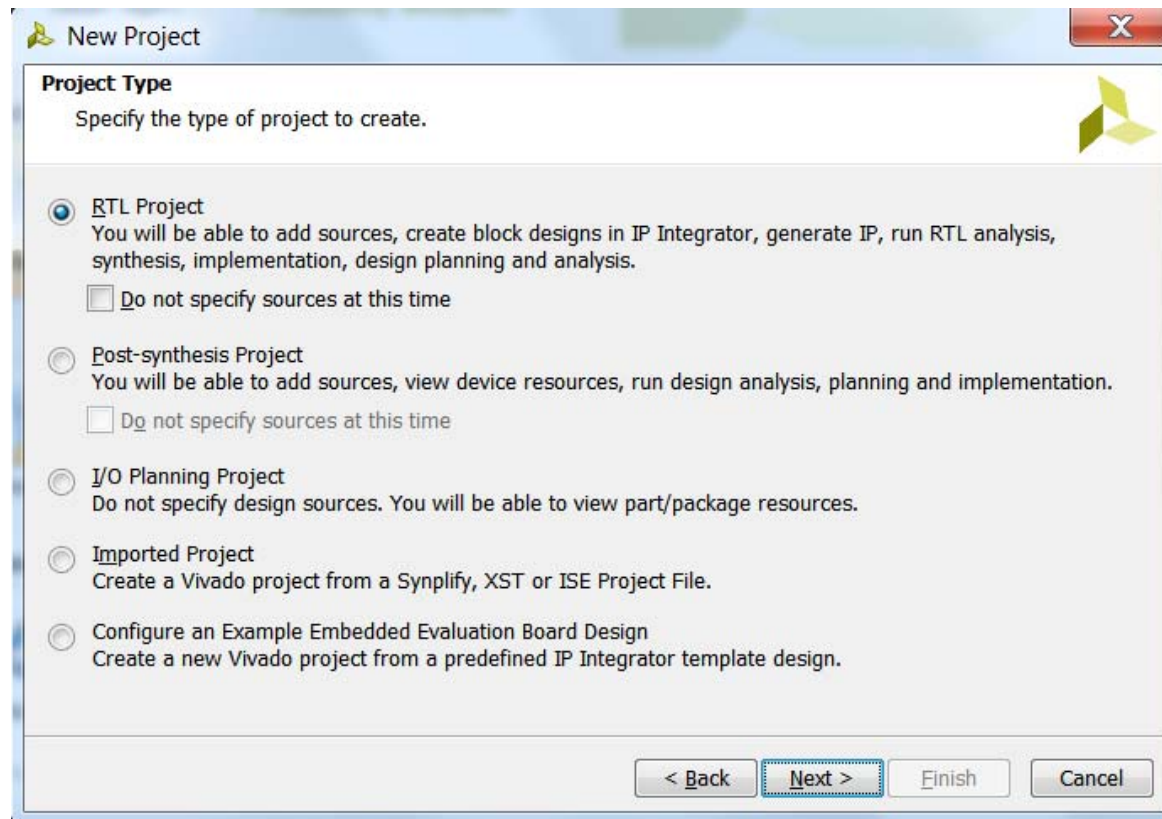 New Project
Project Type
Specify the type of project to create.
RTL Project
You will be able to add sources, create block designs in IP Integrator, generate IP, run RTL analysis,
synthesis, implementation, design planning and analysis.
Do not specify sources at this time
Post-synthesis Project
You will be able to add sources, view device resources, run design analysis, planning and implementation.
Do not specify sources at this time
I/O Planning Project
Do not specify design sources. You will be able to view part/package resources.
Imported Project
Create a Vivado project from a Synplify, XST or ISE Project File.
Configure an Example Embedded Evaluation Board Design
Create a new Vivado project from a predefined IP Integrator template design.
< Back Next > Finish Cancel